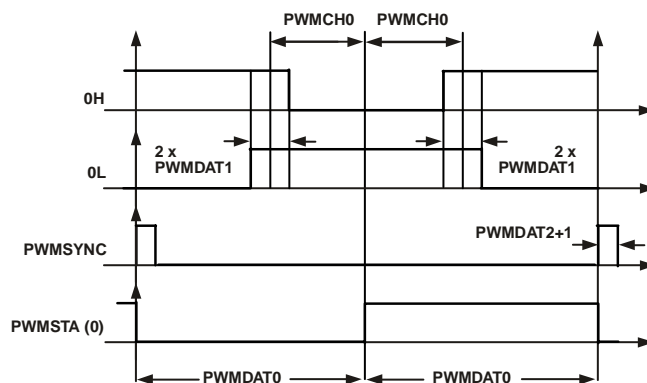 PWMCH0 PWMCH0
0H
2 x
PWMDAT1
2 x
PWMDAT1
0L
PWMSYNC
PWMDAT2+1
PWMSTA (0)
PWMDAT0 PWMDAT0